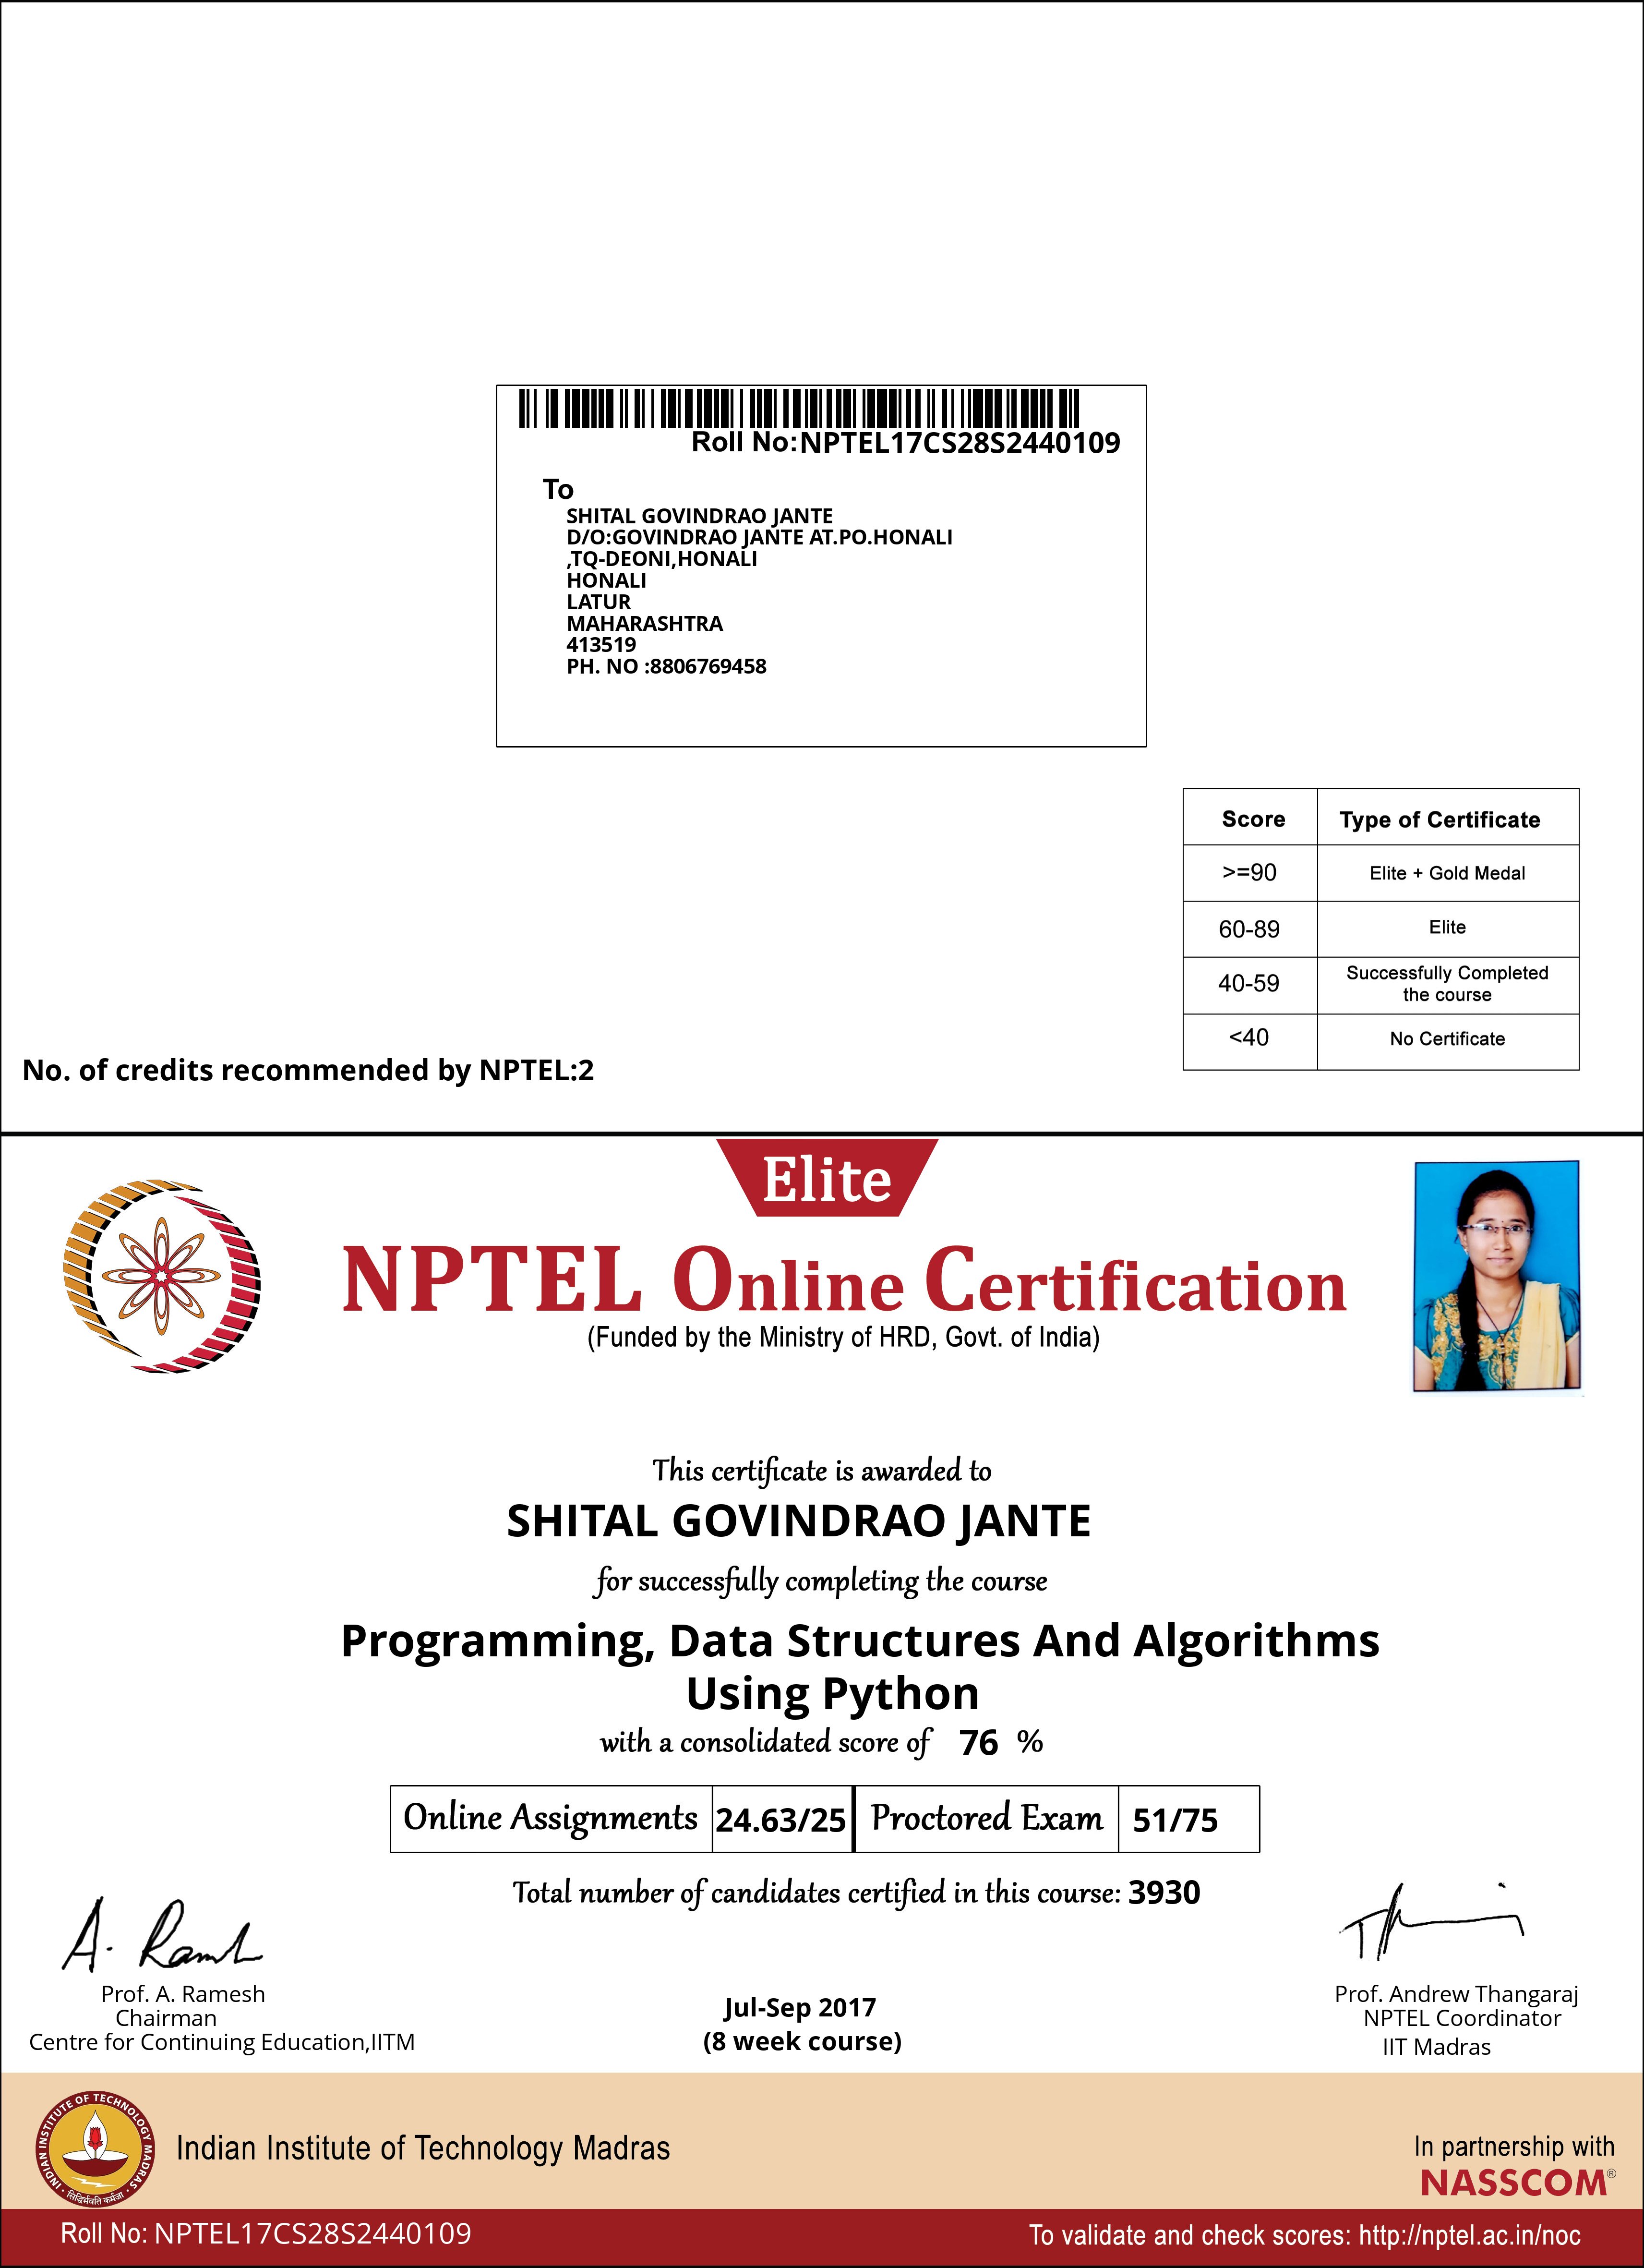 Roll No:NPTEL17CS28S2440109
To
SHITAL GOVINDRAO JANTE
D/O:GOVINDRAO JANTE AT.PO.HONALI
,TQ-DEONI,HONALI
HONALI
LATUR
MAHARASHTRA
413519
PH. NO :8806769458
Score Type of Certificate
>=90 Elite + Gold Medal
60-89 Elite
40-59 Successfully Completed
the course
<40 No Certificate
No. of credits recommended by NPTEL:2
Elite
NPTEL Online Certification
(Funded by the Ministry of HRD, Govt. of India)
This certificate is awarded to
SHITAL GOVINDRAO JANTE
for successfully completing the course
Programming, Data Structures And Algorithms
Using Python
with a consolidated score of 76 %
Online Assignments 24.63/25 Proctored Exam 51/75
Total number of candidates certified in this course: 3930
A. Ramesh
Prof. A. Ramesh
Chairman
Centre for Continuing Education,IITM
Jul-Sep 2017
(8 week course)
Prof. Andrew Thangaraj
NPTEL Coordinator
IIT Madras
INDIAN INSTITUTE OF TECHNOLOGY MADRAS
सिद्धिर्भवति कर्मजा
Indian Institute of Technology Madras
In partnership with
NASSCOM®
Roll No: NPTEL17CS28S2440109
To validate and check scores: http://nptel.ac.in/noc